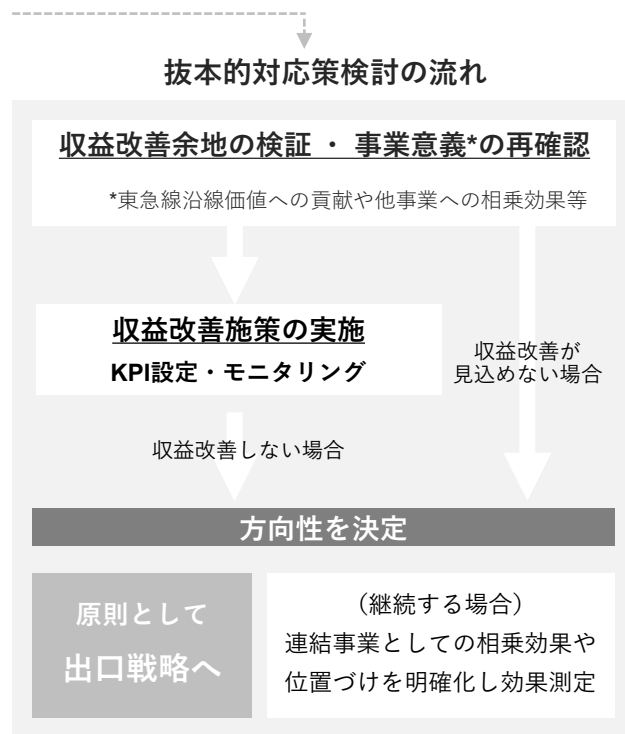 抜本的対応策検討の流れ
収益改善余地の検証 ・ 事業意義*の再確認
*東急線沿線価値への貢献や他事業への相乗効果等
収益改善施策の実施
KPI設定・モニタリング
収益改善が
見込めない場合
収益改善しない場合
方向性を決定
原則として
出口戦略へ
（継続する場合）
連結事業としての相乗効果や
位置づけを明確化し効果測定